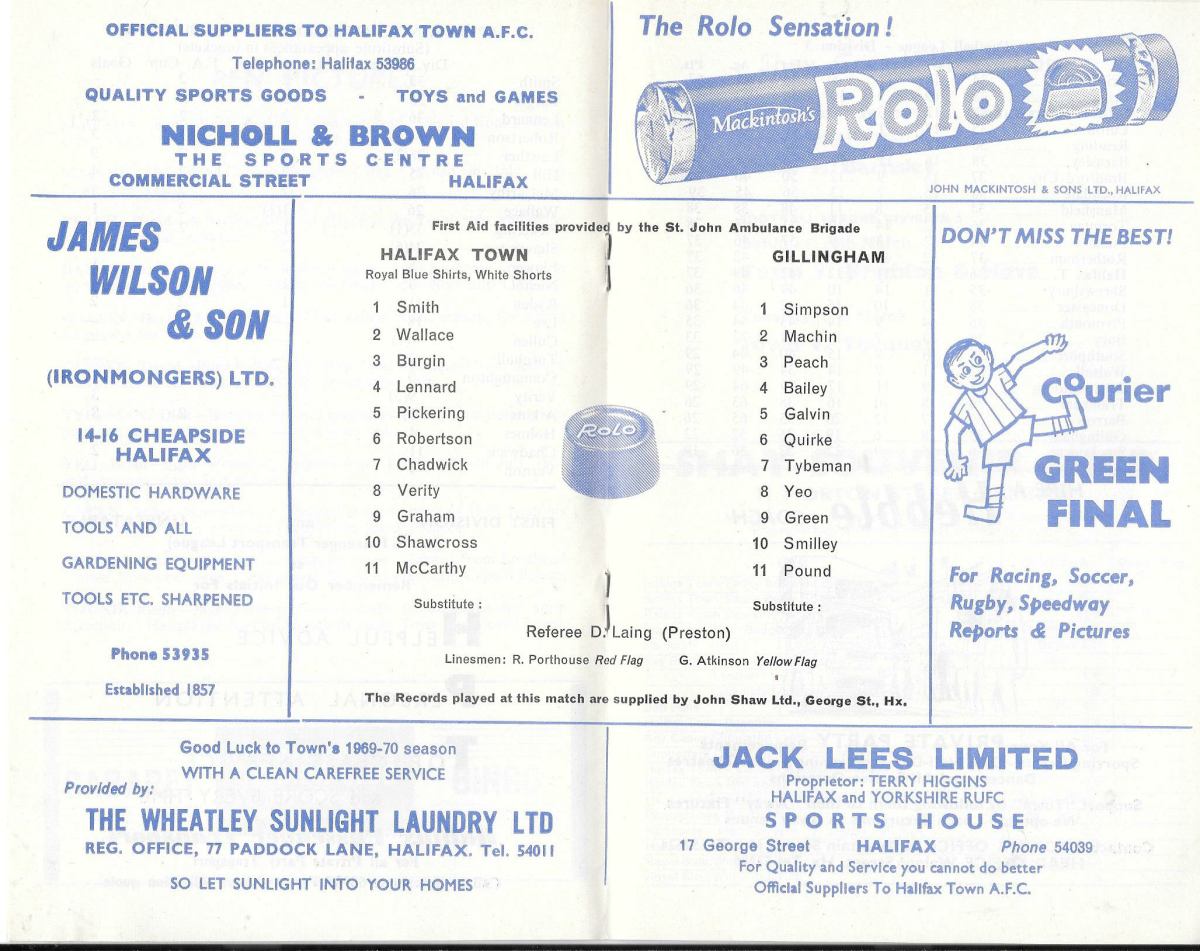 OFFICIAL SUPPLIERS TO HALIFAX TOWN A.F.C.
Telephone: Halifax 53986
QUALITY SPORTS GOODS - TOYS and GAMES
NICHOLL & BROWN
THE SPORTS CENTRE
COMMERCIAL STREET HALIFAX
The Rolo Sensation!
Mackintosh's Rolo
JOHN MACKINTOSH & SONS LTD., HALIFAX
JAMES
WILSON
& SON
(IRONMONGERS) LTD.
14-16 CHEAPSIDE
HALIFAX
DOMESTIC HARDWARE
TOOLS AND ALL
GARDENING EQUIPMENT
TOOLS ETC. SHARPENED
Phone 53935
Established 1857
First Aid facilities provided by the St. John Ambulance Brigade
HALIFAX TOWN
Royal Blue Shirts, White Shorts
1 Smith
2 Wallace
3 Burgin
4 Lennard
5 Pickering
6 Robertson
7 Chadwick
8 Verity
9 Graham
10 Shawcross
11 McCarthy
Substitute :
Rolo
GILLINGHAM
1 Simpson
2 Machin
3 Peach
4 Bailey
5 Galvin
6 Quirke
7 Tybeman
8 Yeo
9 Green
10 Smilley
11 Pound
Substitute :
Referee D. Laing (Preston)
Linesmen: R. Porthouse Red Flag G. Atkinson Yellow Flag
The Records played at this match are supplied by John Shaw Ltd., George St., Hx.
DON'T MISS THE BEST!
Courier
GREEN
FINAL
For Racing, Soccer,
Rugby, Speedway
Reports & Pictures
Good Luck to Town's 1969-70 season
WITH A CLEAN CAREFREE SERVICE
Provided by:
THE WHEATLEY SUNLIGHT LAUNDRY LTD
REG. OFFICE, 77 PADDOCK LANE, HALIFAX. Tel. 54011
SO LET SUNLIGHT INTO YOUR HOMES
JACK LEES LIMITED
Proprietor: TERRY HIGGINS
HALIFAX and YORKSHIRE RUFC
SPORTS HOUSE
17 George Street HALIFAX Phone 54039
For Quality and Service you cannot do better
Official Suppliers To Halifax Town A.F.C.